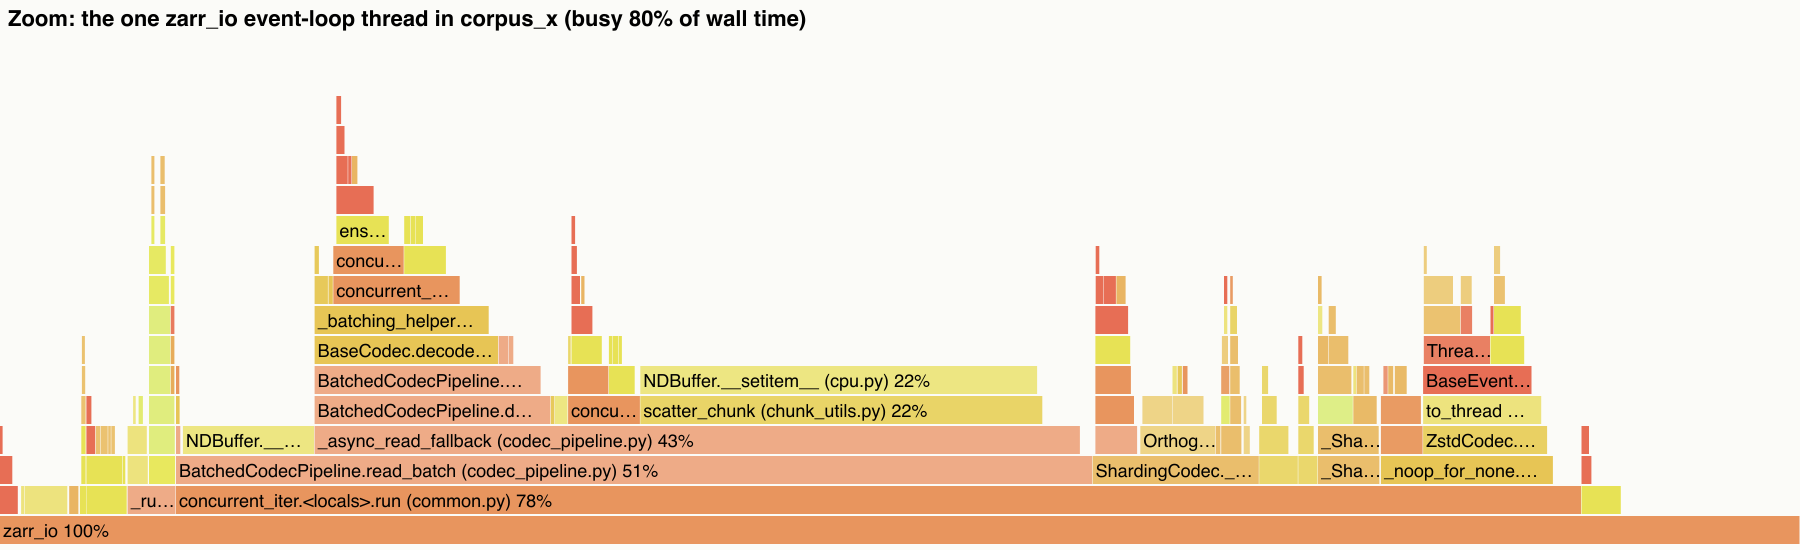 Zoom: the one zarr_io event-loop thread in corpus_x (busy 80% of wall time)
ens…
concu…
concurrent_…
_batching_helper…
BaseCodec.decode… Threa…
BatchedCodecPipeline.… NDBuffer.__setitem__ (cpu.py) 22% BaseEvent…
BatchedCodecPipeline.d… concu… scatter_chunk (chunk_utils.py) 22% to_thread …
NDBuffer.__… _async_read_fallback (codec_pipeline.py) 43% Orthog… _Sha… ZstdCodec.…
BatchedCodecPipeline.read_batch (codec_pipeline.py) 51% ShardingCodec._… _Sha… _noop_for_none.…
_ru… concurrent_iter.<locals>.run (common.py) 78%
zarr_io 100%